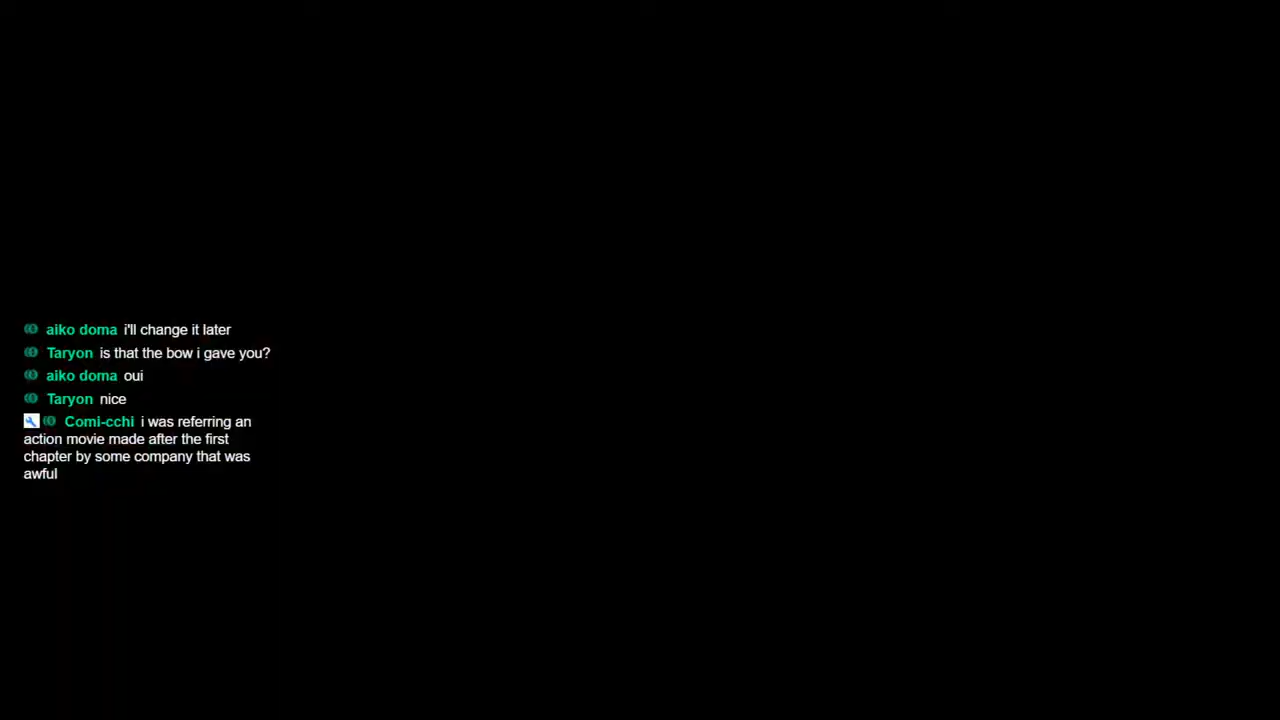 aiko doma i'll change it later
Taryon is that the bow i gave you?
aiko doma oui
Taryon nice
Comi-cchi i was referring an
action movie made after the first
chapter by some company that was
awful